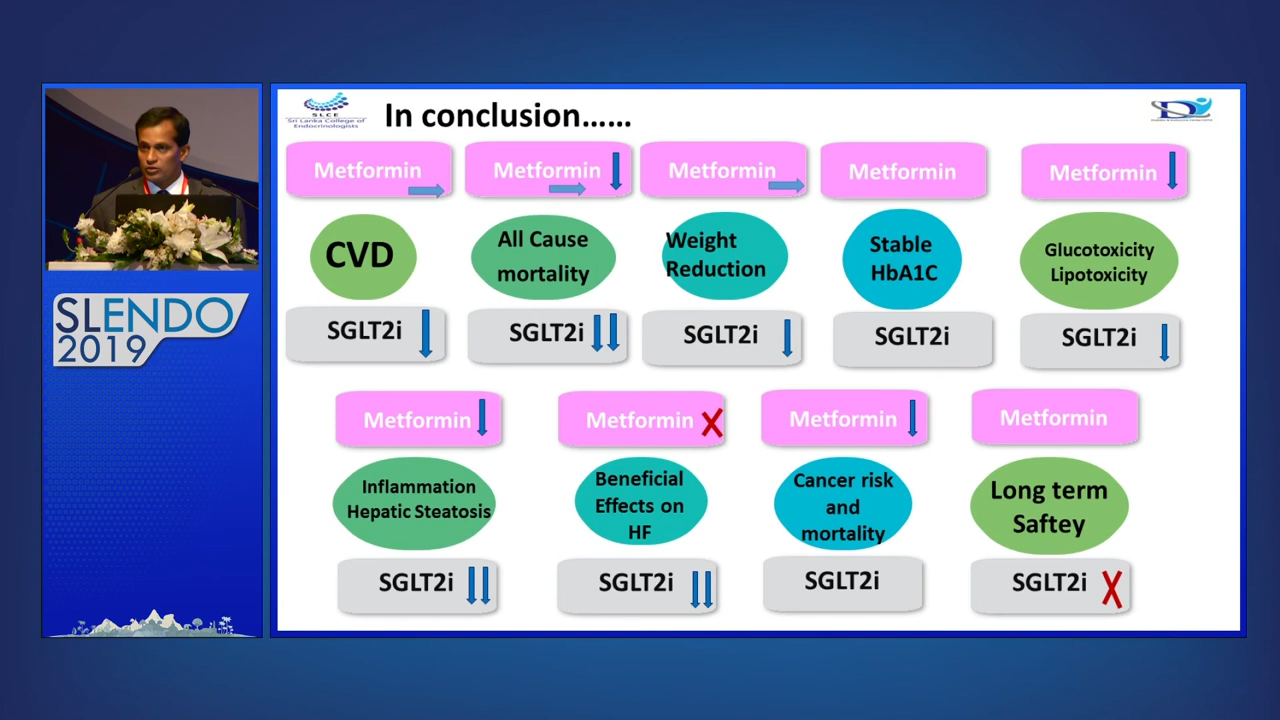 SLCE
Sri Lanka College of
Endocrinologists
In conclusion......
Metformin
Metformin
Metformin
Metformin
Metformin
CVD
All Cause
mortality
Weight
Reduction
Stable
HbA1C
Glucotoxicity
Lipotoxicity
SGLT2i
SGLT2i
SGLT2i
SGLT2i
SGLT2i
Metformin
Metformin X
Metformin
Metformin
Inflammation
Hepatic Steatosis
Beneficial
Effects on
HF
Cancer risk
and
mortality
Long term
Saftey
SGLT2i
SGLT2i
SGLT2i
SGLT2i X
SLENDO
2019